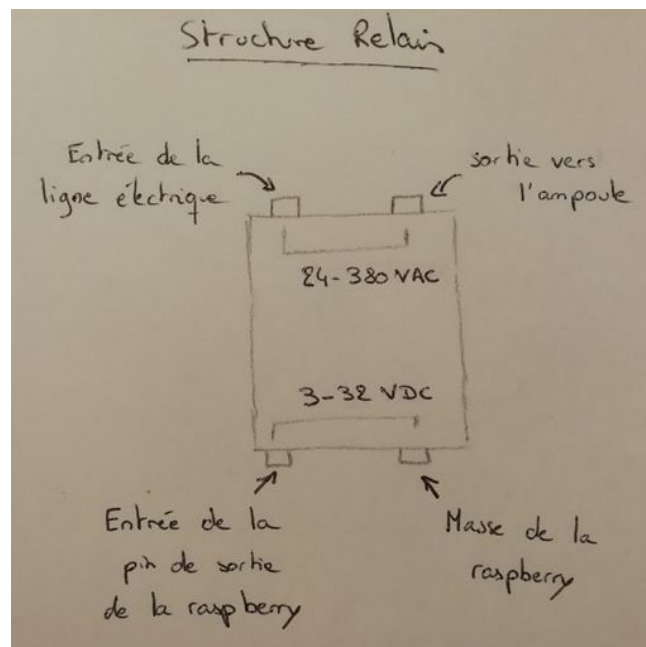 Structure Relais
Entrée de la
ligne électrique
sortie vers
l'ampoule
24-380 VAC
3-32 VDC
Entrée de la
pin de sortie
de la raspberry
Masse de la
raspberry